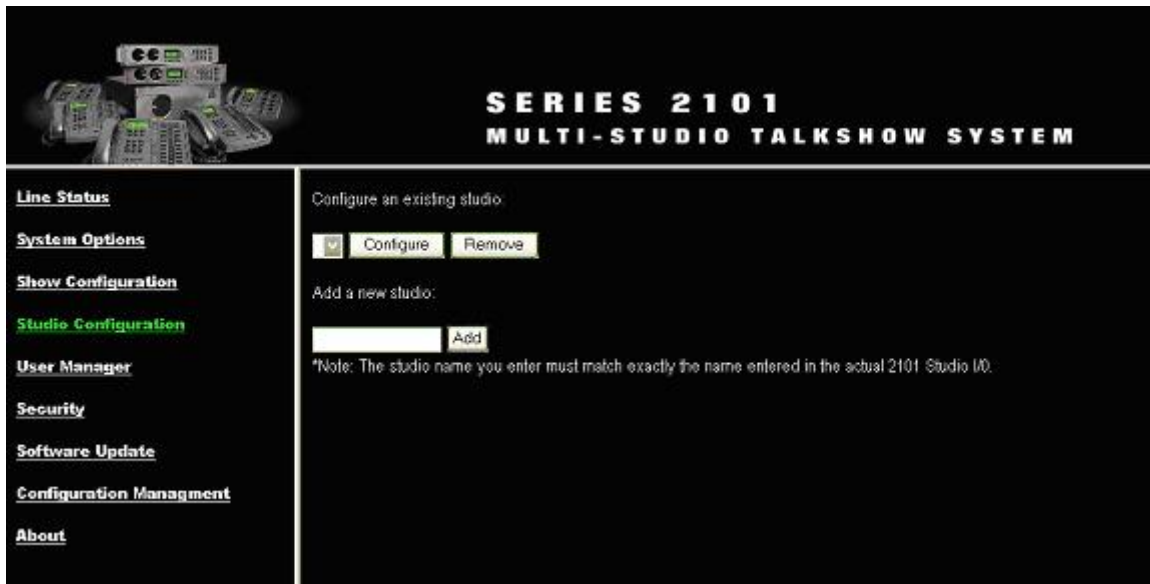 SERIES 2101
MULTI-STUDIO TALKSHOW SYSTEM
Line Status
System Options
Show Configuration
Studio Configuration
User Manager
Security
Software Update
Configuration Managment
About
Configure an existing studio:
Configure Remove
Add a new studio:
Add
*Note: The studio name you enter must match exactly the name entered in the actual 2101 Studio I/0.